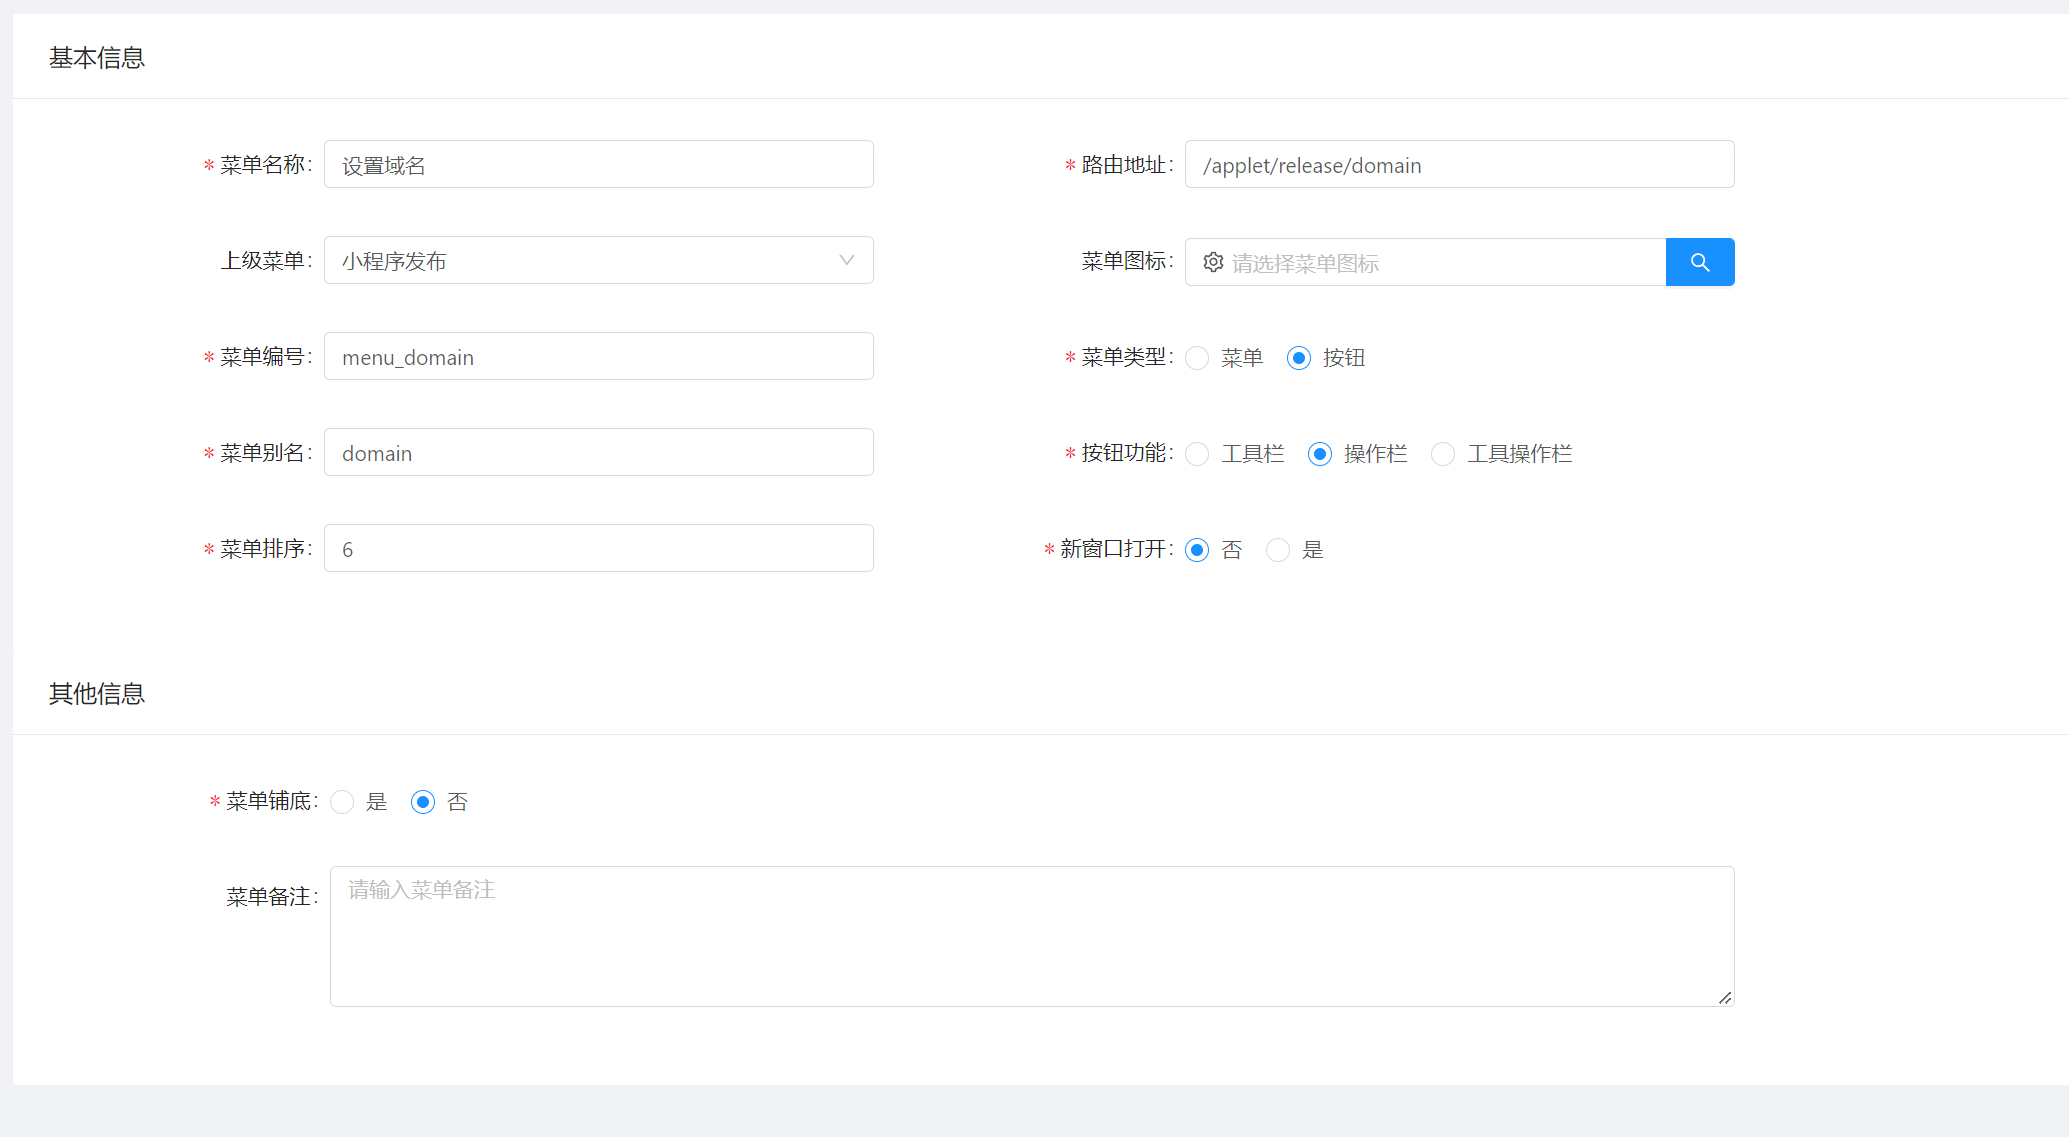 基本信息
* 菜单名称: 设置域名 * 路由地址: /applet/release/domain
上级菜单: 小程序发布 菜单图标: 请选择菜单图标
* 菜单编号: menu_domain * 菜单类型: 菜单 按钮
* 菜单别名: domain * 按钮功能: 工具栏 操作栏 工具操作栏
* 菜单排序: 6 * 新窗口打开: 否 是
其他信息
* 菜单铺底: 是 否
菜单备注: 请输入菜单备注